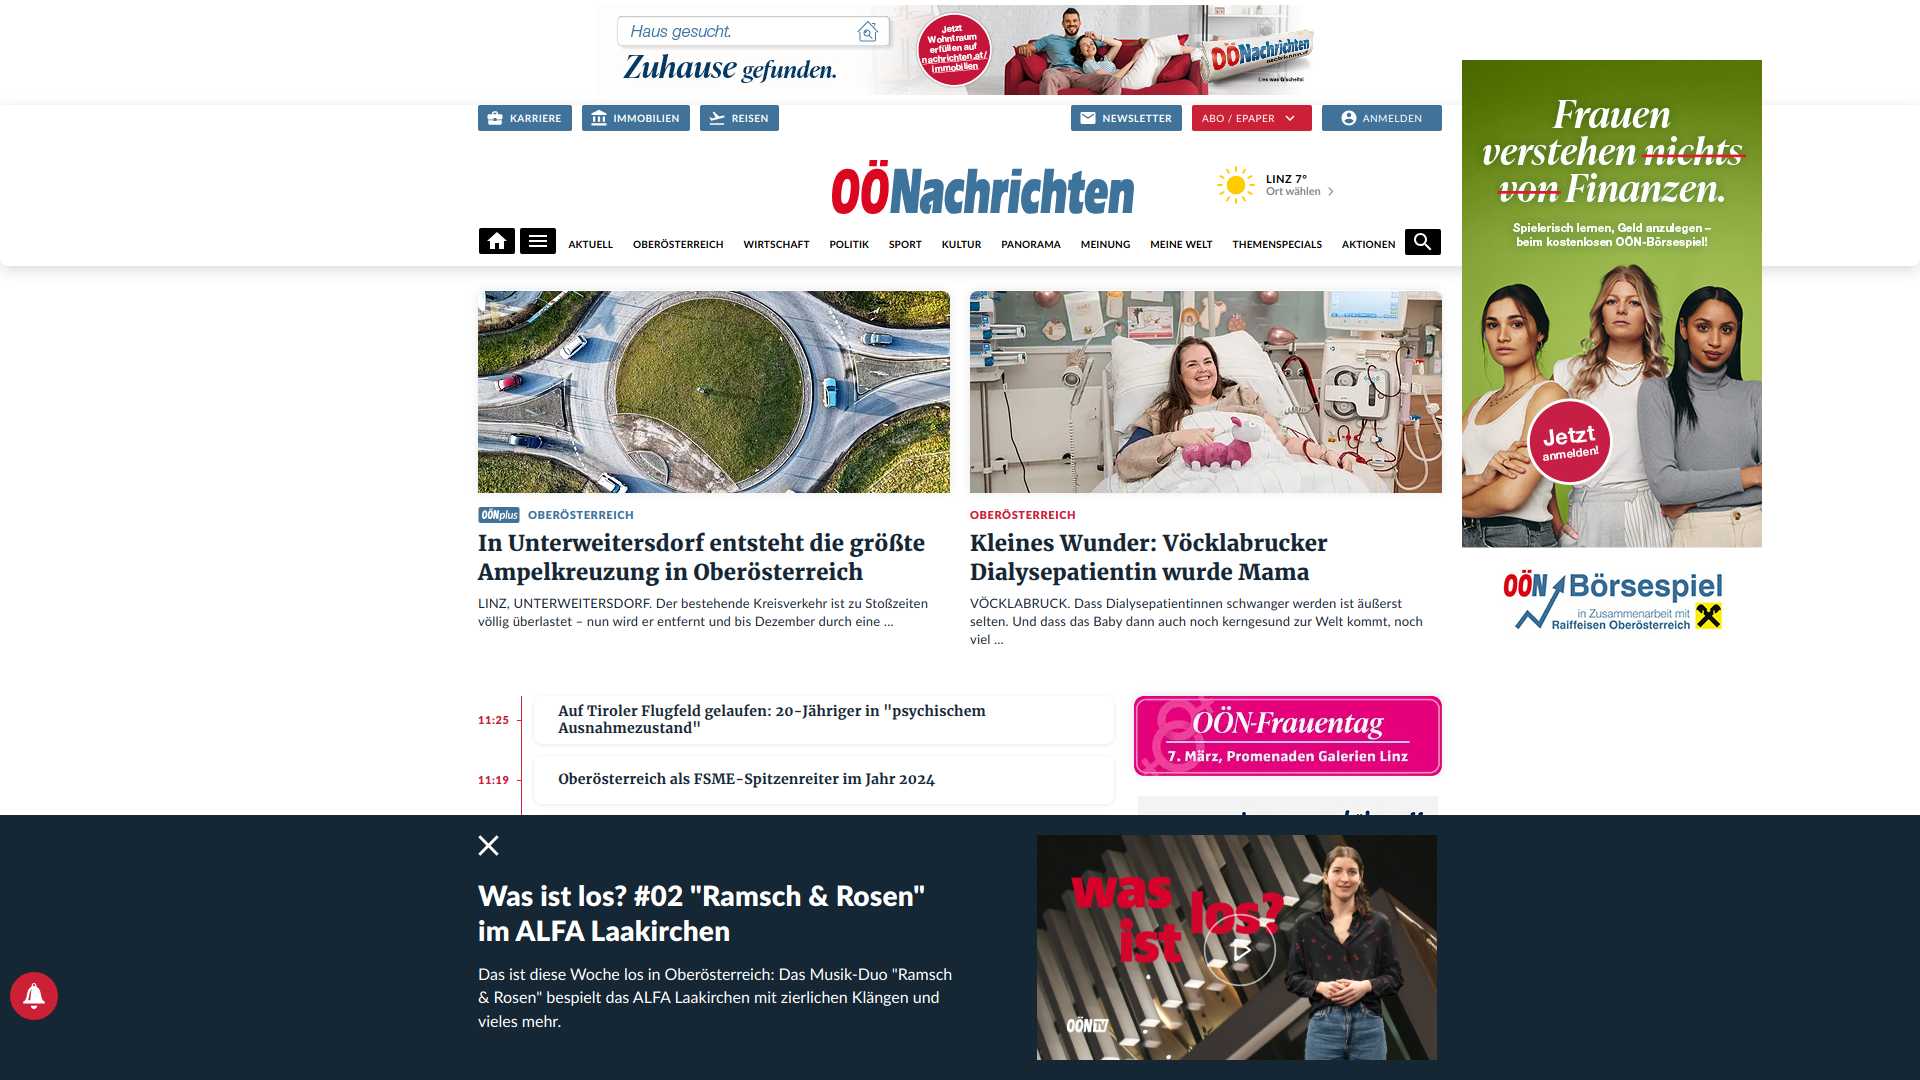 Haus gesucht.
Zuhause gefunden.
Jetzt
Wohntraum
erfüllen auf
nachrichten.at/
immobilien
OÖNachrichten
Lies was G'scheits!
KARRIERE
IMMOBILIEN
REISEN
NEWSLETTER
ABO / EPAPER
ANMELDEN
OÖNachrichten
LINZ 7°
Ort wählen
AKTUELL
OBERÖSTERREICH
WIRTSCHAFT
POLITIK
SPORT
KULTUR
PANORAMA
MEINUNG
MEINE WELT
THEMENSPECIALS
AKTIONEN
Frauen
verstehen nichts
von Finanzen.
Spielerisch lernen, Geld anzulegen –
beim kostenlosen OÖN-Börsespiel!
Jetzt
anmelden!
OÖN Börsespiel
in Zusammenarbeit mit
Raiffeisen Oberösterreich
OÖNplus OBERÖSTERREICH
In Unterweitersdorf entsteht die größte
Ampelkreuzung in Oberösterreich
LINZ, UNTERWEITERSDORF. Der bestehende Kreisverkehr ist zu Stoßzeiten
völlig überlastet – nun wird er entfernt und bis Dezember durch eine ...
OBERÖSTERREICH
Kleines Wunder: Vöcklabrucker
Dialysepatientin wurde Mama
VÖCKLABRUCK. Dass Dialysepatientinnen schwanger werden ist äußerst
selten. Und dass das Baby dann auch noch kerngesund zur Welt kommt, noch
viel ...
11:25
Auf Tiroler Flugfeld gelaufen: 20-Jähriger in "psychischem
Ausnahmezustand"
11:19
Oberösterreich als FSME-Spitzenreiter im Jahr 2024
OÖN-Frauentag
7. März, Promenaden Galerien Linz
Was ist los? #02 "Ramsch & Rosen"
im ALFA Laakirchen
Das ist diese Woche los in Oberösterreich: Das Musik-Duo "Ramsch
& Rosen" bespielt das ALFA Laakirchen mit zierlichen Klängen und
vieles mehr.
was
ist los?
OÖN TV